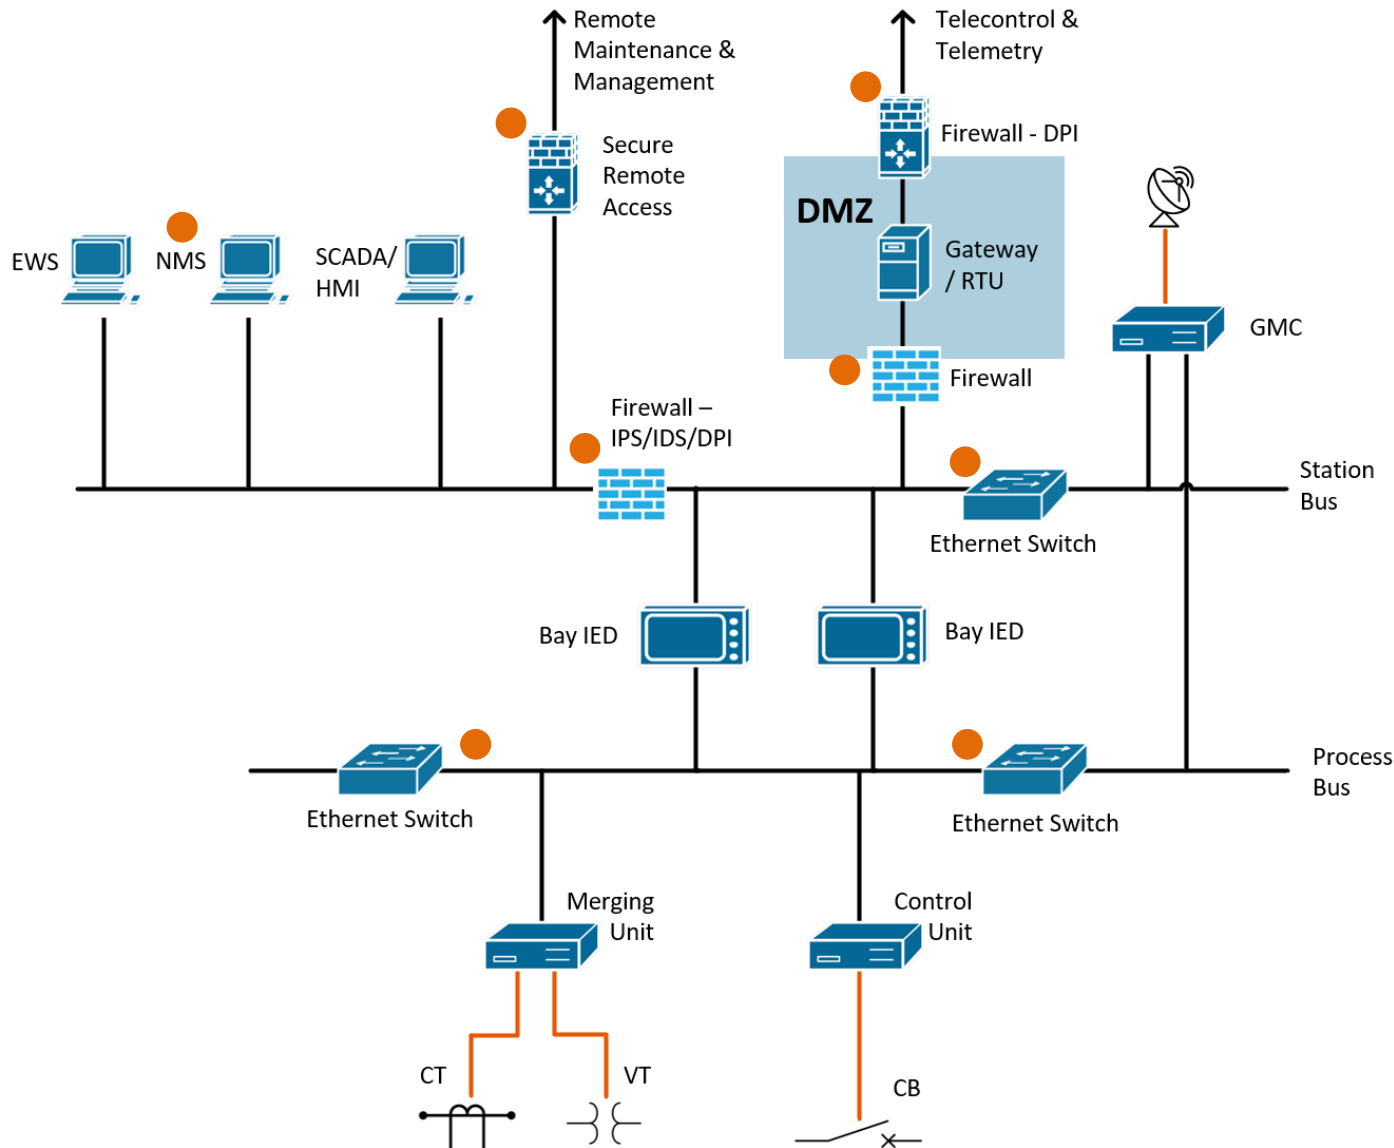 Remote
Maintenance &
Management
Telecontrol &
Telemetry
Firewall - DPI
Secure
Remote
Access
DMZ
EWS
NMS
SCADA/
HMI
Gateway
/ RTU
GMC
Firewall
Firewall –
IPS/IDS/DPI
Station
Bus
Ethernet Switch
Bay IED
Bay IED
Process
Bus
Ethernet Switch
Ethernet Switch
Merging
Unit
Control
Unit
CT
VT
CB